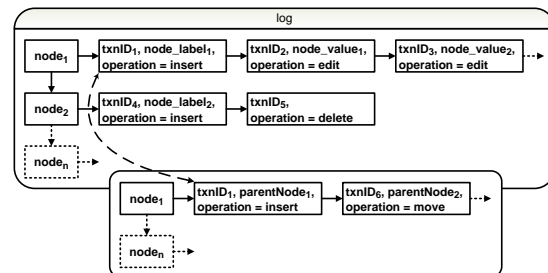 log
node1
txnID1, node_label1,
operation = insert
txnID2, node_value1,
operation = edit
txnID3, node_value2,
operation = edit
node2
txnID4, node_label2,
operation = insert
txnID5,
operation = delete
noden
node1
txnID1, parentNode1,
operation = insert
txnID6, parentNode2,
operation = move
noden